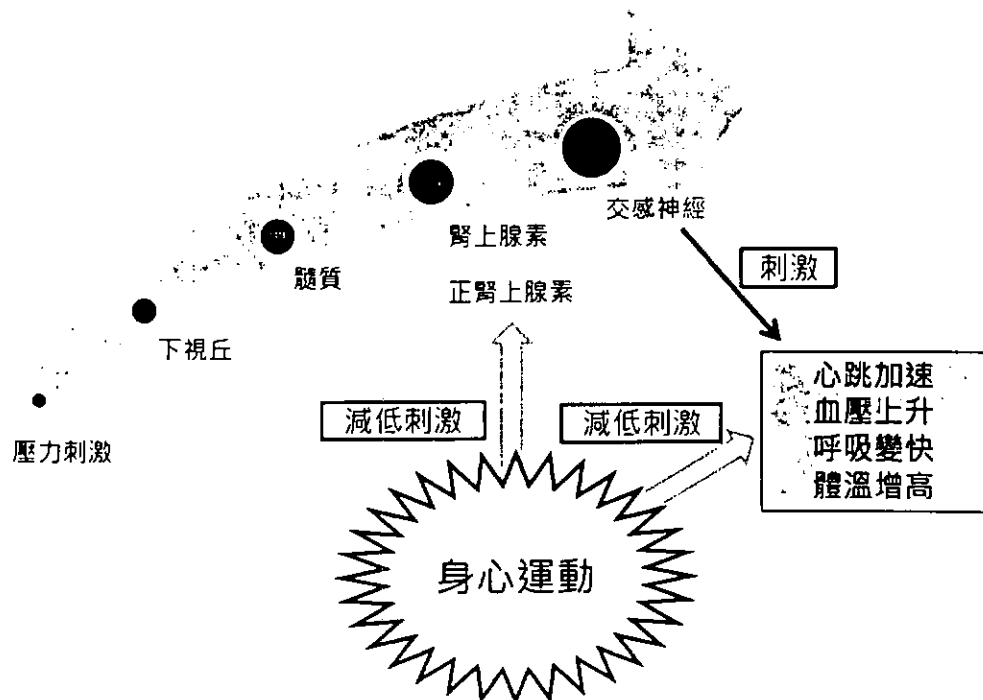 交感神經
腎上腺素
髓質
正腎上腺素
刺激
下視丘
壓力刺激
減低刺激
減低刺激
心跳加速
血壓上升
呼吸變快
體溫增高
身心運動